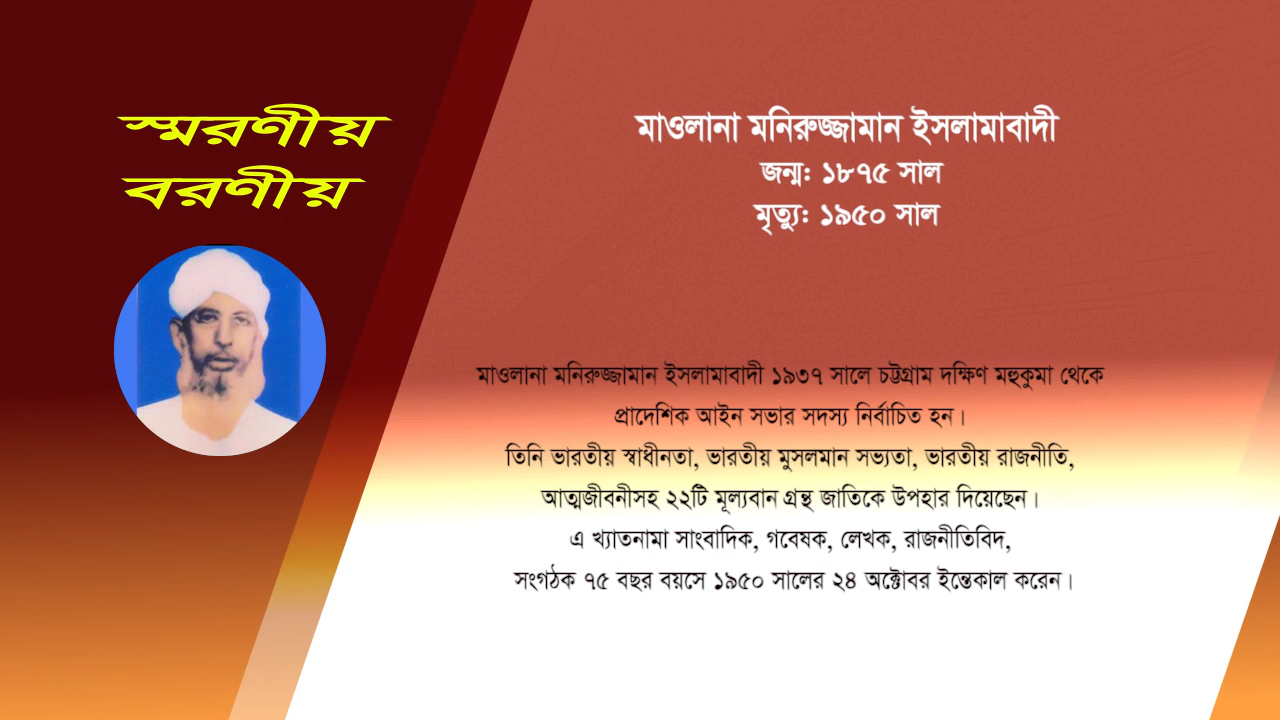 স্মরণীয়
বরণীয়
মাওলানা মনিরুজ্জামান ইসলামাবাদী
জন্ম: ১৮৭৫ সাল
মৃত্যু: ১৯৫০ সাল
মাওলানা মনিরুজ্জামান ইসলামাবাদী ১৯৩৭ সালে চট্টগ্রাম দক্ষিণ মহুকুমা থেকে
প্রাদেশিক আইন সভার সদস্য নির্বাচিত হন।
তিনি ভারতীয় স্বাধীনতা, ভারতীয় মুসলমান সভ্যতা, ভারতীয় রাজনীতি,
আত্মজীবনীসহ ২২টি মূল্যবান গ্রন্থ জাতিকে উপহার দিয়েছেন।
এ খ্যাতনামা সাংবাদিক, গবেষক, লেখক, রাজনীতিবিদ,
সংগঠক ৭৫ বছর বয়সে ১৯৫০ সালের ২৪ অক্টোবর ইন্তেকাল করেন।